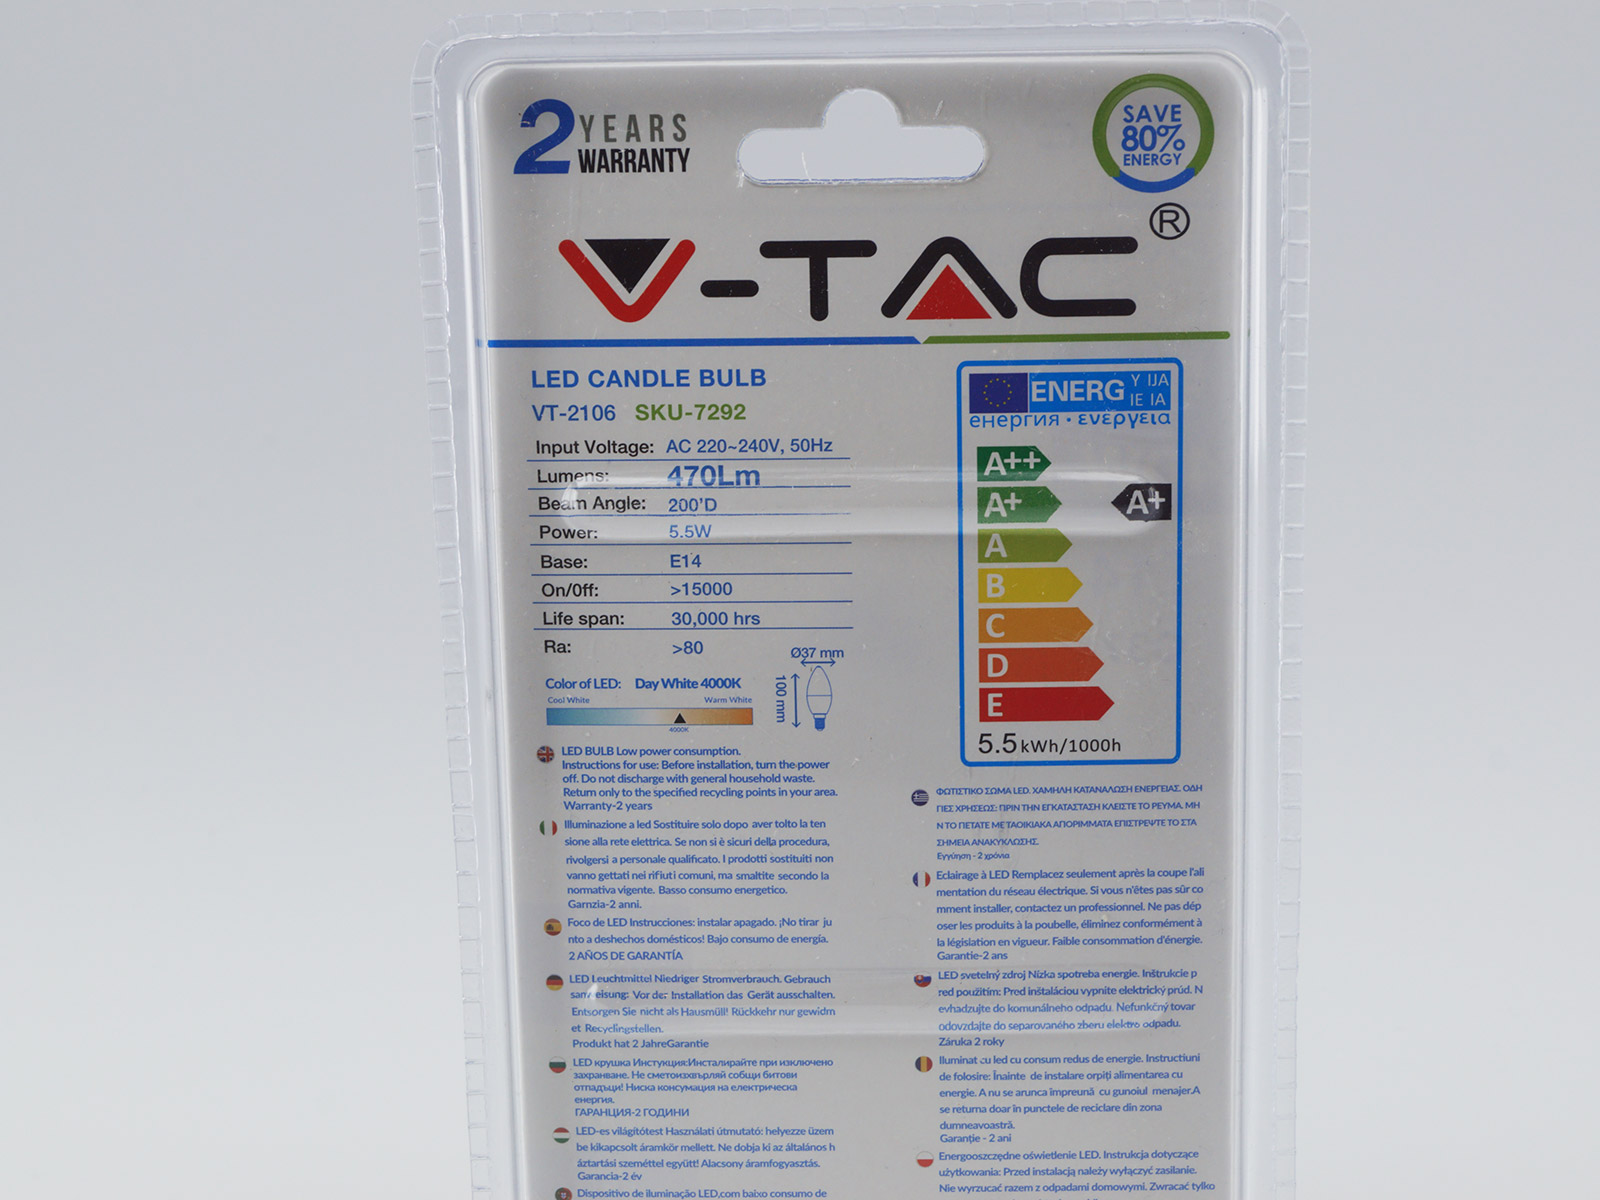 2 YEARS
WARRANTY
SAVE
80%
ENERGY
V-TAC®
LED CANDLE BULB
VT-2106 SKU-7292
Input Voltage: AC 220~240V, 50Hz
Lumens: 470Lm
Beam Angle: 200'D
Power: 5.5W
Base: E14
On/Off: >15000
Life span: 30,000 hrs
Ra: >80
Ø37 mm
100 mm
Color of LED: Day White 4000K
Cool White Warm White
4000K
ENERG Y IJA
IE IA
енергия · ενέργεια
A++
A+ A+
A
B
C
D
E
5.5 kWh/1000h
LED BULB Low power consumption.
Instructions for use: Before installation, turn the power
off. Do not discharge with general household waste.
Return only to the specified recycling points in your area.
Warranty-2 years
Illuminazione a led Sostituire solo dopo aver tolto la ten
sione alla rete elettrica. Se non si è sicuri della procedura,
rivolgersi a personale qualificato. I prodotti sostituiti non
vanno gettati nei rifiuti comuni, ma smaltite secondo la
normativa vigente. Basso consumo energetico.
Garnzia-2 anni.
Foco de LED Instrucciones: instalar apagado. ¡No tirar ju
nto a deshechos domésticos! Bajo consumo de energía.
2 AÑOS DE GARANTÍA
LED Leuchtmittel Niedriger Stromverbrauch. Gebrauch
sanweisung: Vor der Installation das Gerät ausschalten.
Entsorgen Sie nicht als Hausmüll! Rückkehr nur gewidm
et Recyclingstellen.
Produkt hat 2 JahreGarantie
LED крушка Инстукция:Инсталирайте при изключено
захранване. Не сметоизхвърляй собщи битови
отпадъци! Ниска консумация на електрическа
енергия.
ГАРАНЦИЯ-2 ГОДИНИ
LED-es világítótest Használati útmutató: helyezze üzem
be kikapcsolt áramkör mellett. Ne dobja ki az általános h
áztartási szeméttel együtt! Alacsony áramfogyasztás.
Garancia-2 év
Dispositivo de iluminação LED,com baixo consumo de
ΦΩΤΙΣΤΙΚΟ ΣΩΜΑ LED. ΧΑΜΗΛΗ ΚΑΤΑΝΑΛΩΣΗ ΕΝΕΡΓΕΙΑΣ. ΟΔΗ
ΓΙΕΣ ΧΡΗΣΕΩΣ: ΠΡΙΝ ΤΗΝ ΕΓΚΑΤΑΣΤΑΣΗ ΚΛΕΙΣΤΕ ΤΟ ΡΕΥΜΑ. ΜΗ
Ν ΤΟ ΠΕΤΑΤΕ ΜΕ ΤΑΟΙΚΙΑΚΑ ΑΠΟΡΙΜΜΑΤΑ ΕΠΙΣΤΡΕΨΤΕ ΤΟ ΣΤΑ
ΣΗΜΕΙΑ ΑΝΑΚΥΚΛΩΣΗΣ.
Εγγύηση - 2 χρόνια
Eclairage à LED Remplacez seulement après la coupe l'ali
mentation du réseau électrique. Si vous n'êtes pas sûr co
mment installer, contactez un professionnel. Ne pas dép
oser les produits à la poubelle, éliminez conformément à
la législation en vigueur. Faible consommation d'énergie.
Garantie-2 ans
LED svetelný zdroj Nízka spotreba energie. Inštrukcie p
red použitím: Pred inštaláciou vypnite elektrický prúd. N
evhadzujte do komunálneho odpadu. Nefunkčný tovar
odovzdajte do separovaného zberu elektro odpadu.
Záruka 2 roky
Iluminat cu led cu consum redus de energie. Instructiuni
de folosire: Înainte de instalare orpiți alimentarea cu
energie. A nu se arunca împreună cu gunoiul menajer.A
se returna doar în punctele de reciclare din zona
dumneavoastră.
Garanție - 2 ani
Energooszczędne oświetlenie LED. Instrukcja dotyczące
użytkowania: Przed instalacją należy wyłączyć zasilanie.
Nie wyrzucać razem z odpadami domowymi. Zwracać tylko